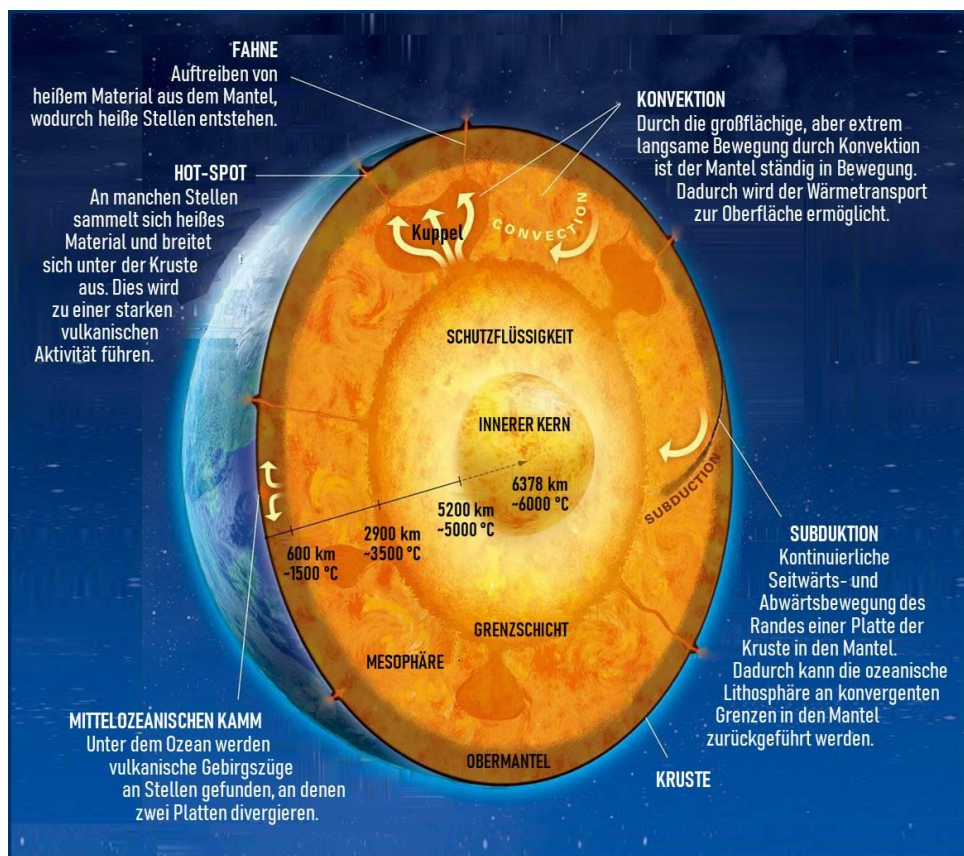 FAHNE
Auftreiben von
heißem Material aus dem Mantel,
wodurch heiße Stellen entstehen.
KONVEKTION
Durch die großflächige, aber extrem
langsame Bewegung durch Konvektion
ist der Mantel ständig in Bewegung.
Dadurch wird der Wärmetransport
zur Oberfläche ermöglicht.
HOT-SPOT
An manchen Stellen
sammelt sich heißes
Material und breitet
sich unter der Kruste
aus. Dies wird
zu einer starken
vulkanischen
Aktivität führen.
Kuppel
CONVECTION
SCHUTZFLÜSSIGKEIT
INNERER KERN
6378 km
~6000 °C
5200 km
~5000 °C
2900 km
~3500 °C
600 km
~1500 °C
SUBDUCTION
SUBDUKTION
Kontinuierliche
Seitwärts- und
Abwärtsbewegung des
Randes einer Platte der
Kruste in den Mantel.
Dadurch kann die ozeanische
Lithosphäre an konvergenten
Grenzen in den Mantel
zurückgeführt werden.
GRENZSCHICHT
MESOPHÄRE
MITTELOZEANISCHEN KAMM
Unter dem Ozean werden
vulkanische Gebirgszüge
an Stellen gefunden, an denen
zwei Platten divergieren.
OBERMANTEL
KRUSTE